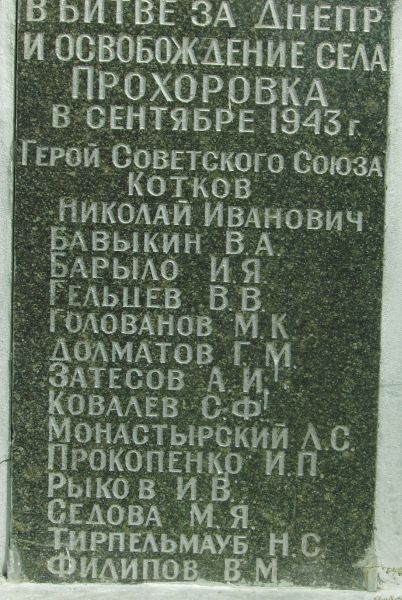 В БИТВЕ ЗА ДНЕПР
И ОСВОБОЖДЕНИЕ СЕЛА
ПРОХОРОВКА
В СЕНТЯБРЕ 1943 г.
ГЕРОЙ СОВЕТСКОГО СОЮЗА
КОТКОВ
НИКОЛАЙ ИВАНОВИЧ
БАВЫКИН В.А.
БАРЫЛО И.Я
ГЕЛЬЦЕВ В.В.
ГОЛОВАНОВ М.К
ДОЛМАТОВ Г.М.
ЗАТЕСОВ А.И.
КОВАЛЕВ С.Ф.
МОНАСТЫРСКИЙ Л.С.
ПРОКОПЕНКО И.П.
РЫКОВ И.В.
СЕДОВА М.Я.
ТИРПЕЛЬМАУБ Н.С.
ФИЛИПОВ В.М